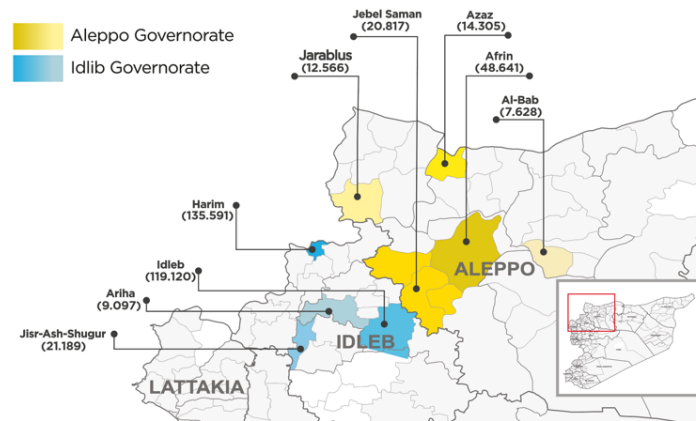 Aleppo Governorate
Idlib Governorate
Jebel Saman
(20.817)
Azaz
(14.305)
Jarablus
(12.566)
Afrin
(48.641)
Al-Bab
(7.628)
Harim
(135.591)
Idleb
(119.120)
Ariha
(9.097)
Jisr-Ash-Shugur
(21.189)
ALEPPO
IDLEB
LATTAKIA